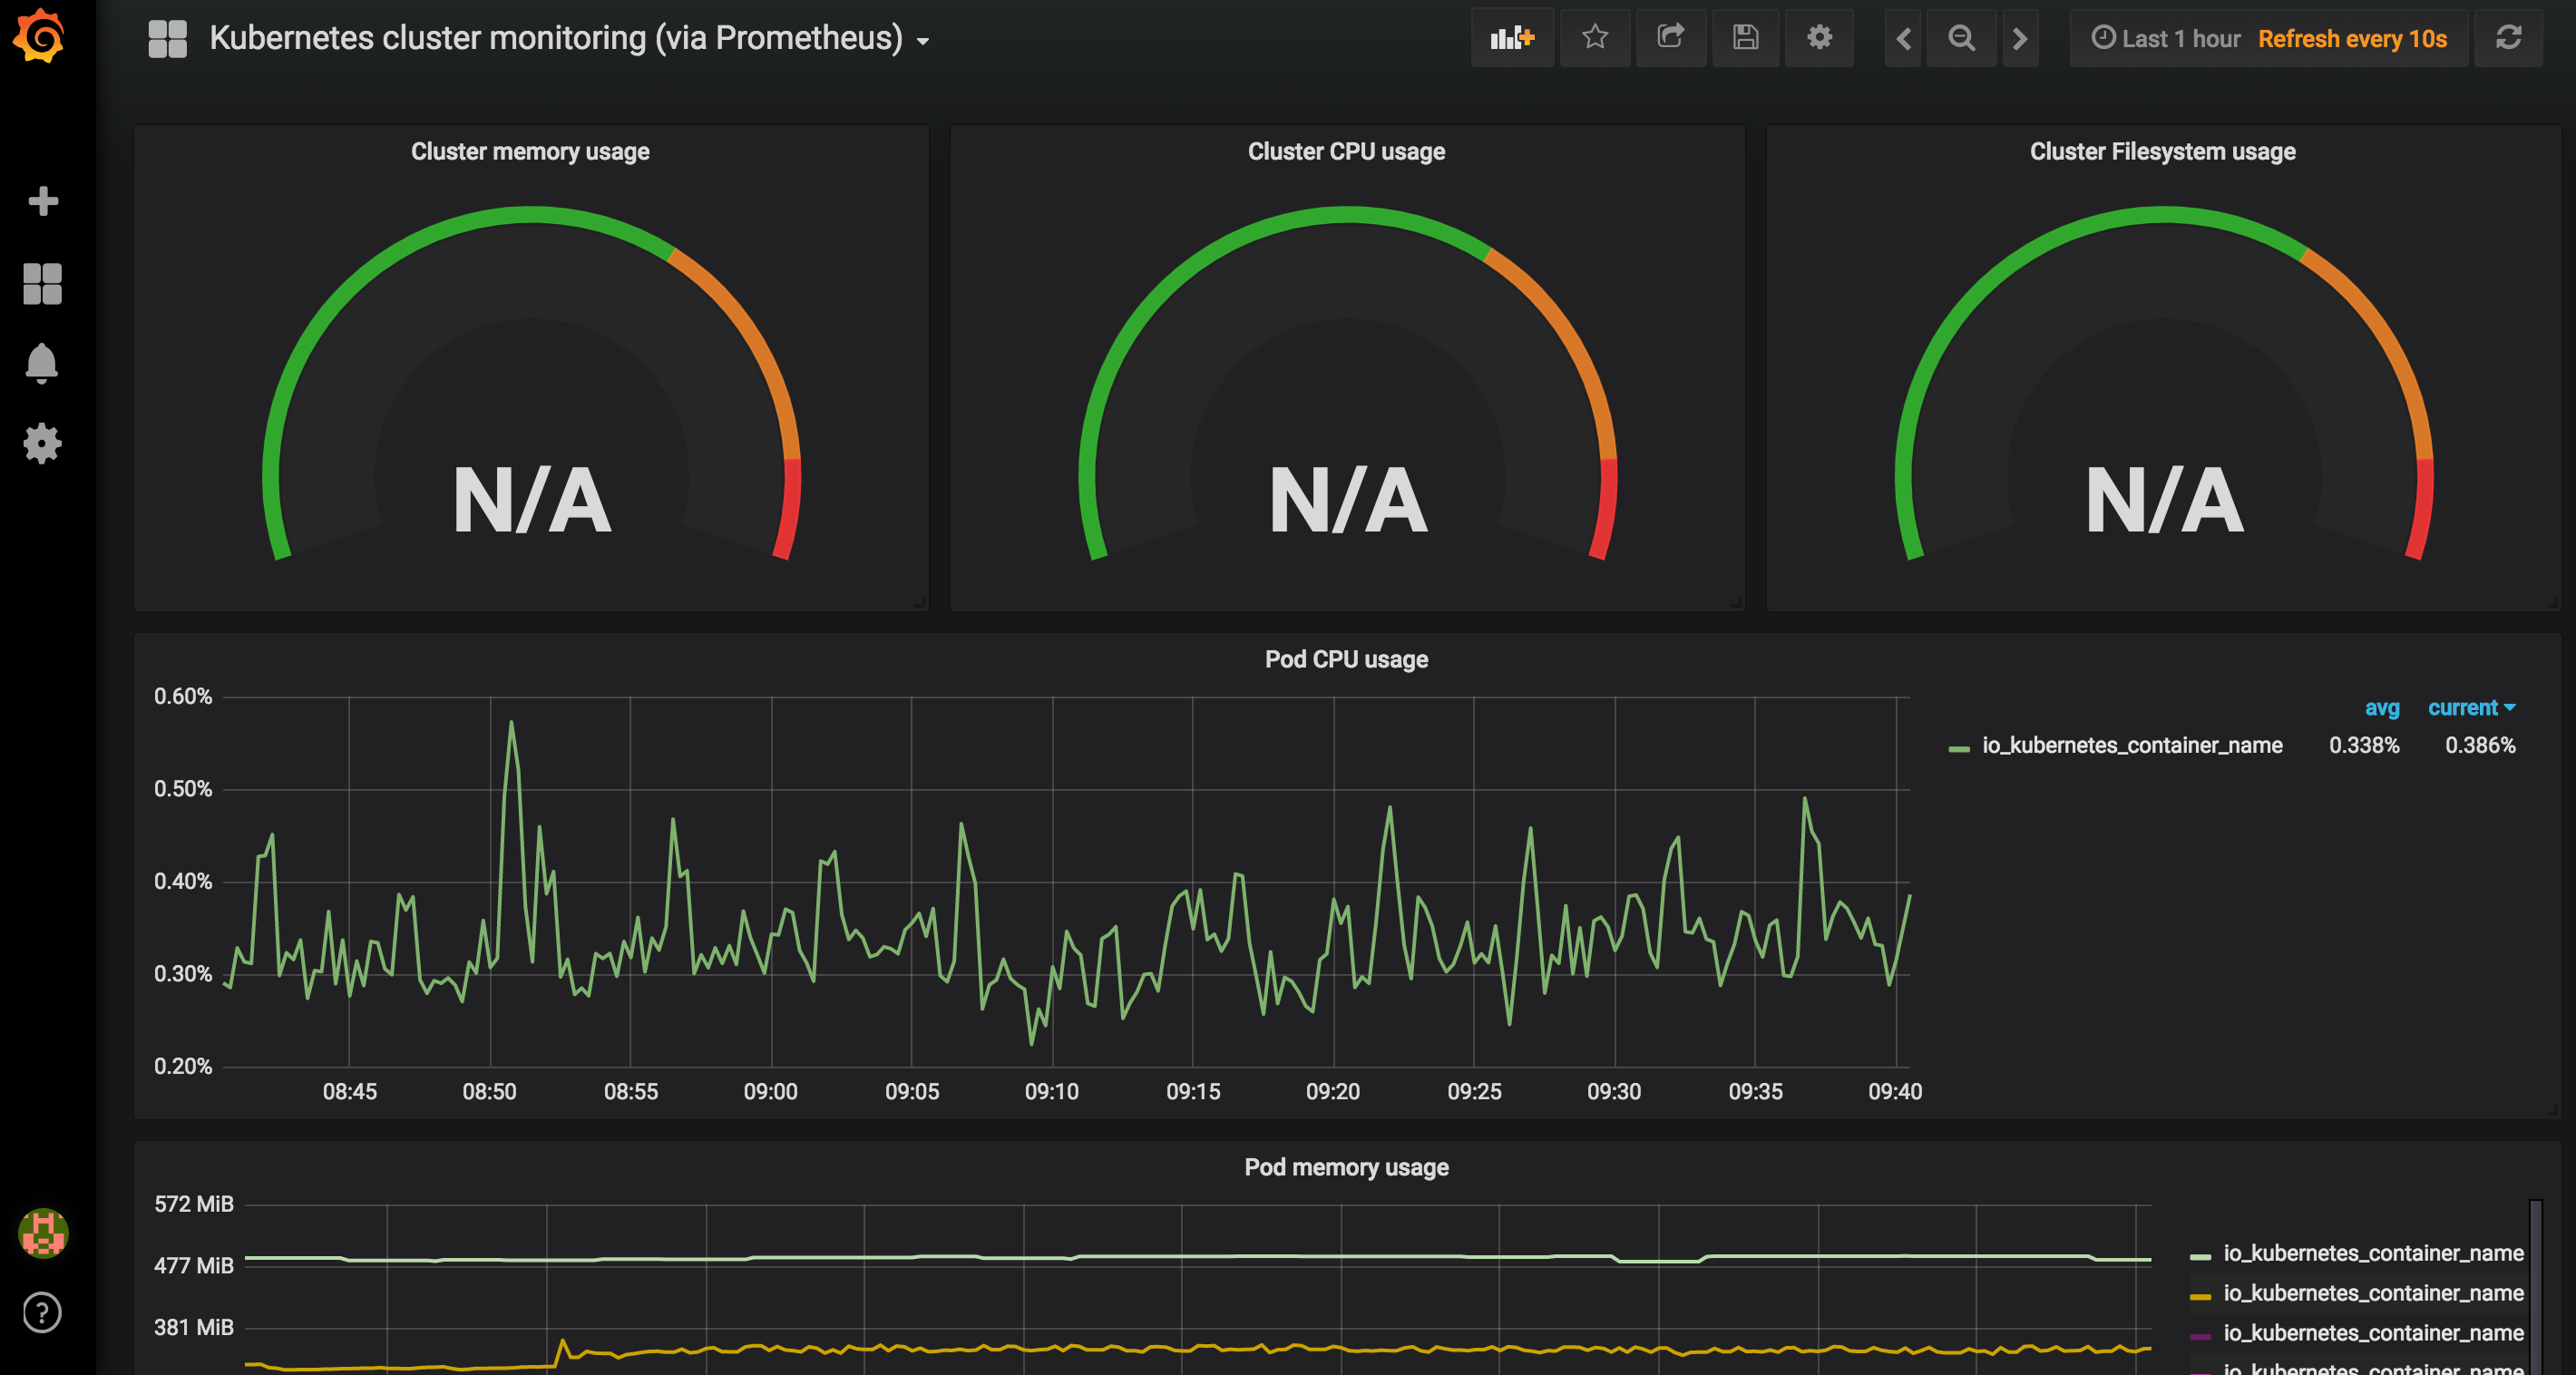 Kubernetes cluster monitoring (via Prometheus)
Last 1 hour Refresh every 10s
Cluster memory usage
Cluster CPU usage
Cluster Filesystem usage
N/A
N/A
N/A
Pod CPU usage
0.60%
0.50%
0.40%
0.30%
0.20%
08:45 08:50 08:55 09:00 09:05 09:10 09:15 09:20 09:25 09:30 09:35 09:40
avg current
io_kubernetes_container_name 0.338% 0.386%
Pod memory usage
572 MiB
477 MiB
381 MiB
io_kubernetes_container_name
io_kubernetes_container_name
io_kubernetes_container_name
io_kubernetes_container_name
?